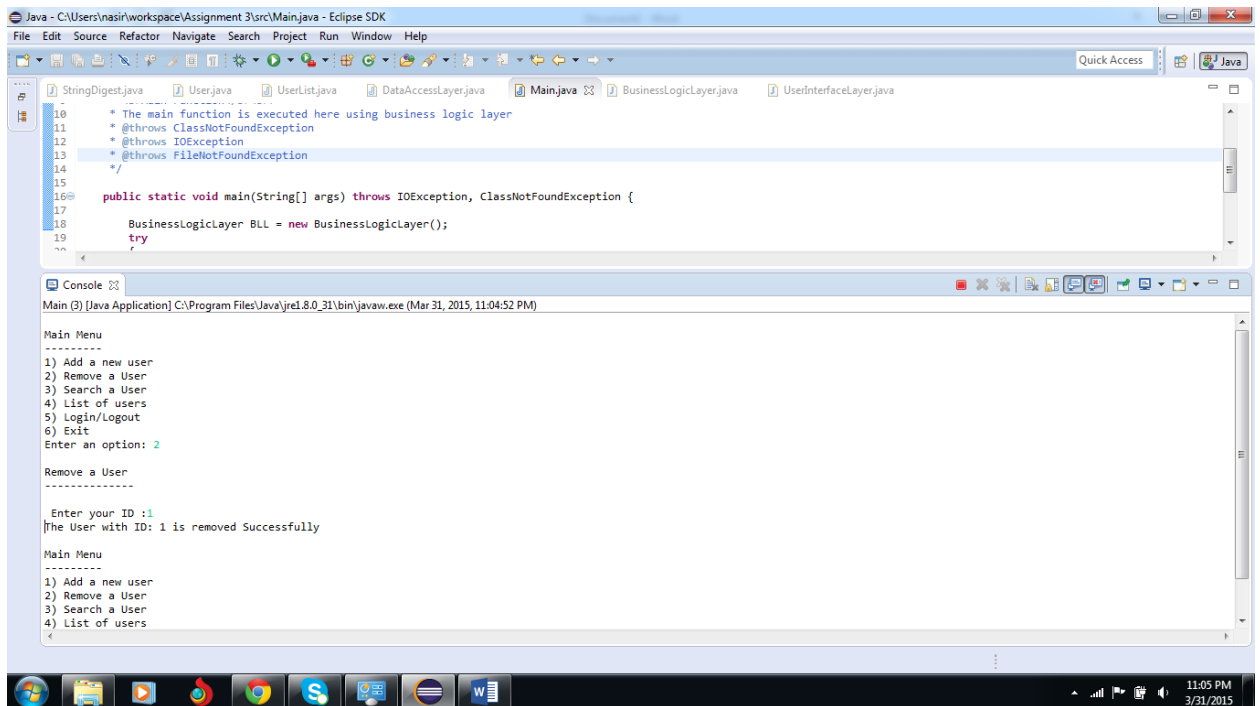 Java - C:\Users\nasir\workspace\Assignment 3\src\Main.java - Eclipse SDK
File Edit Source Refactor Navigate Search Project Run Window Help
Quick Access
Java
StringDigest.java User.java UserList.java DataAccessLayer.java Main.java BusinessLogicLayer.java UserInterfaceLayer.java
10 * The main function is executed here using business logic layer
11 * @throws ClassNotFoundException
12 * @throws IOException
13 * @throws FileNotFoundException
14 */
15
16 public static void main(String[] args) throws IOException, ClassNotFoundException {
17
18 BusinessLogicLayer BLL = new BusinessLogicLayer();
19 try
Console
Main (3) [Java Application] C:\Program Files\Java\jre1.8.0_31\bin\javaw.exe (Mar 31, 2015, 11:04:52 PM)
Main Menu
---------
1) Add a new user
2) Remove a User
3) Search a User
4) List of users
5) Login/Logout
6) Exit
Enter an option: 2
Remove a User
--------------
Enter your ID :1
The User with ID: 1 is removed Successfully
Main Menu
---------
1) Add a new user
2) Remove a User
3) Search a User
4) List of users
11:05 PM
3/31/2015